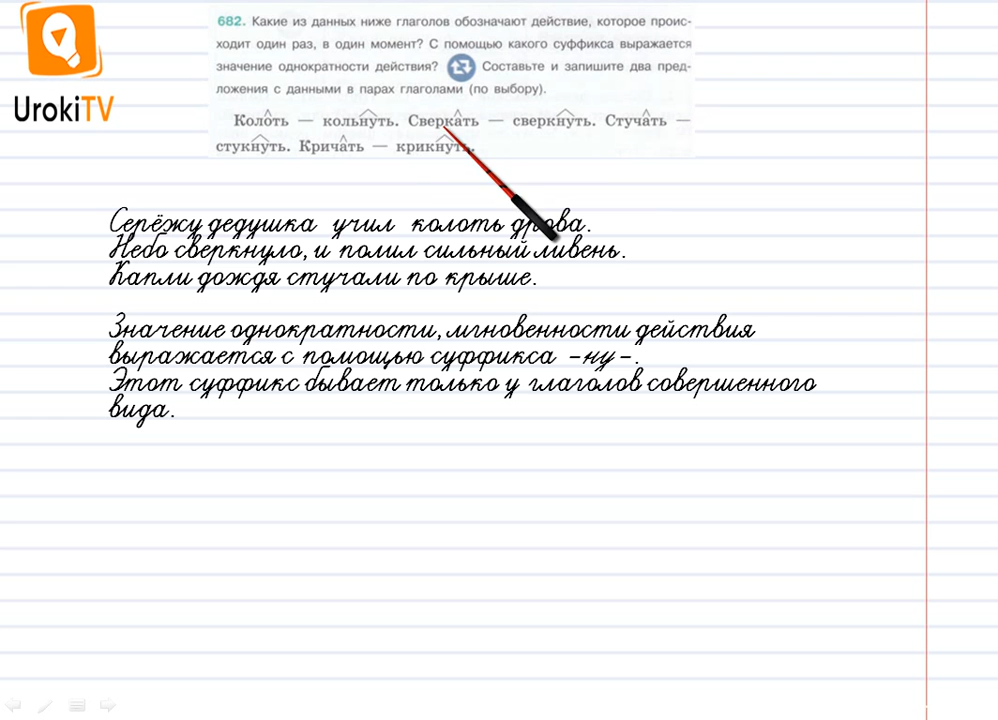 UrokiTV
682. Какие из данных ниже глаголов обозначают действие, которое проис-
ходит один раз, в один момент? С помощью какого суффикса выражается
значение однократности действия? Составьте и запишите два пред-
ложения с данными в парах глаголами (по выбору).
Колоть — кольнуть. Сверкать — сверкнуть. Стучать —
стукнуть. Кричать — крикнуть.
Серёжу дедушка учил колоть дрова.
Небо сверкнуло, и полил сильный ливень.
Капли дождя стучали по крыше.
Значение однократности, мгновенности действия
выражается с помощью суффикса -ну-.
Этот суффикс бывает только у глаголов совершенного
вида.